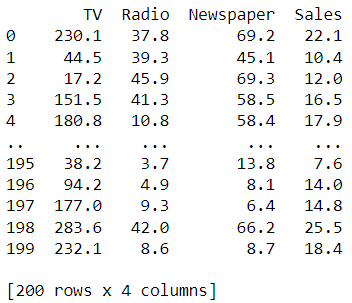 TV Radio Newspaper Sales
0 230.1 37.8 69.2 22.1
1 44.5 39.3 45.1 10.4
2 17.2 45.9 69.3 12.0
3 151.5 41.3 58.5 16.5
4 180.8 10.8 58.4 17.9
.. ... ... ... ...
195 38.2 3.7 13.8 7.6
196 94.2 4.9 8.1 14.0
197 177.0 9.3 6.4 14.8
198 283.6 42.0 66.2 25.5
199 232.1 8.6 8.7 18.4
[200 rows x 4 columns]